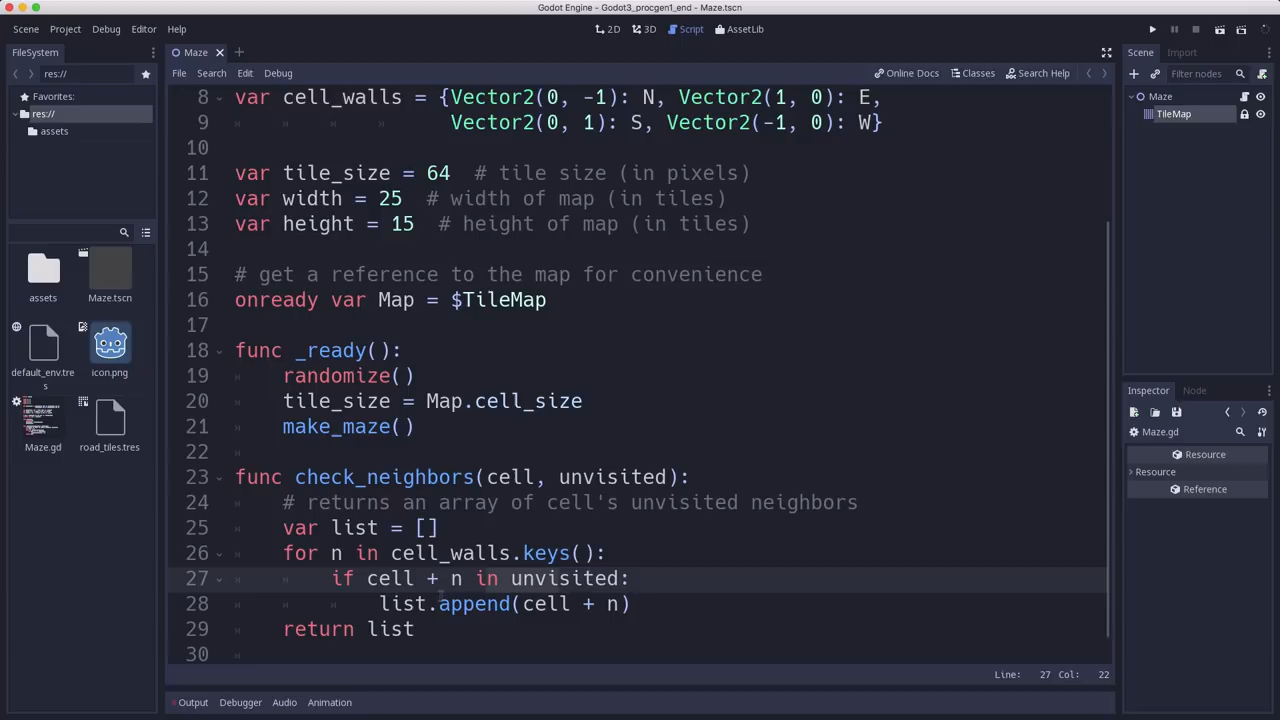 Godot Engine - Godot3_procgen1_end - Maze.tscn
Scene Project Debug Editor Help
2D 3D Script AssetLib
FileSystem
res://
Favorites:
res://
assets
assets
Maze.tscn
default_env.tre
s
icon.png
Maze.gd
road_tiles.tres
Maze
File Search Edit Debug
Online Docs Classes Search Help
8 var cell_walls = {Vector2(0, -1): N, Vector2(1, 0): E,
9 Vector2(0, 1): S, Vector2(-1, 0): W}
10
11 var tile_size = 64 # tile size (in pixels)
12 var width = 25 # width of map (in tiles)
13 var height = 15 # height of map (in tiles)
14
15 # get a reference to the map for convenience
16 onready var Map = $TileMap
17
18 func _ready():
19 randomize()
20 tile_size = Map.cell_size
21 make_maze()
22
23 func check_neighbors(cell, unvisited):
24 # returns an array of cell's unvisited neighbors
25 var list = []
26 for n in cell_walls.keys():
27 if cell + n in unvisited:
28 list.append(cell + n)
29 return list
30
Line: 27 Col: 22
Output Debugger Audio Animation
Scene Import
Filter nodes
Maze
TileMap
Inspector Node
Maze.gd
Resource
Resource
Reference